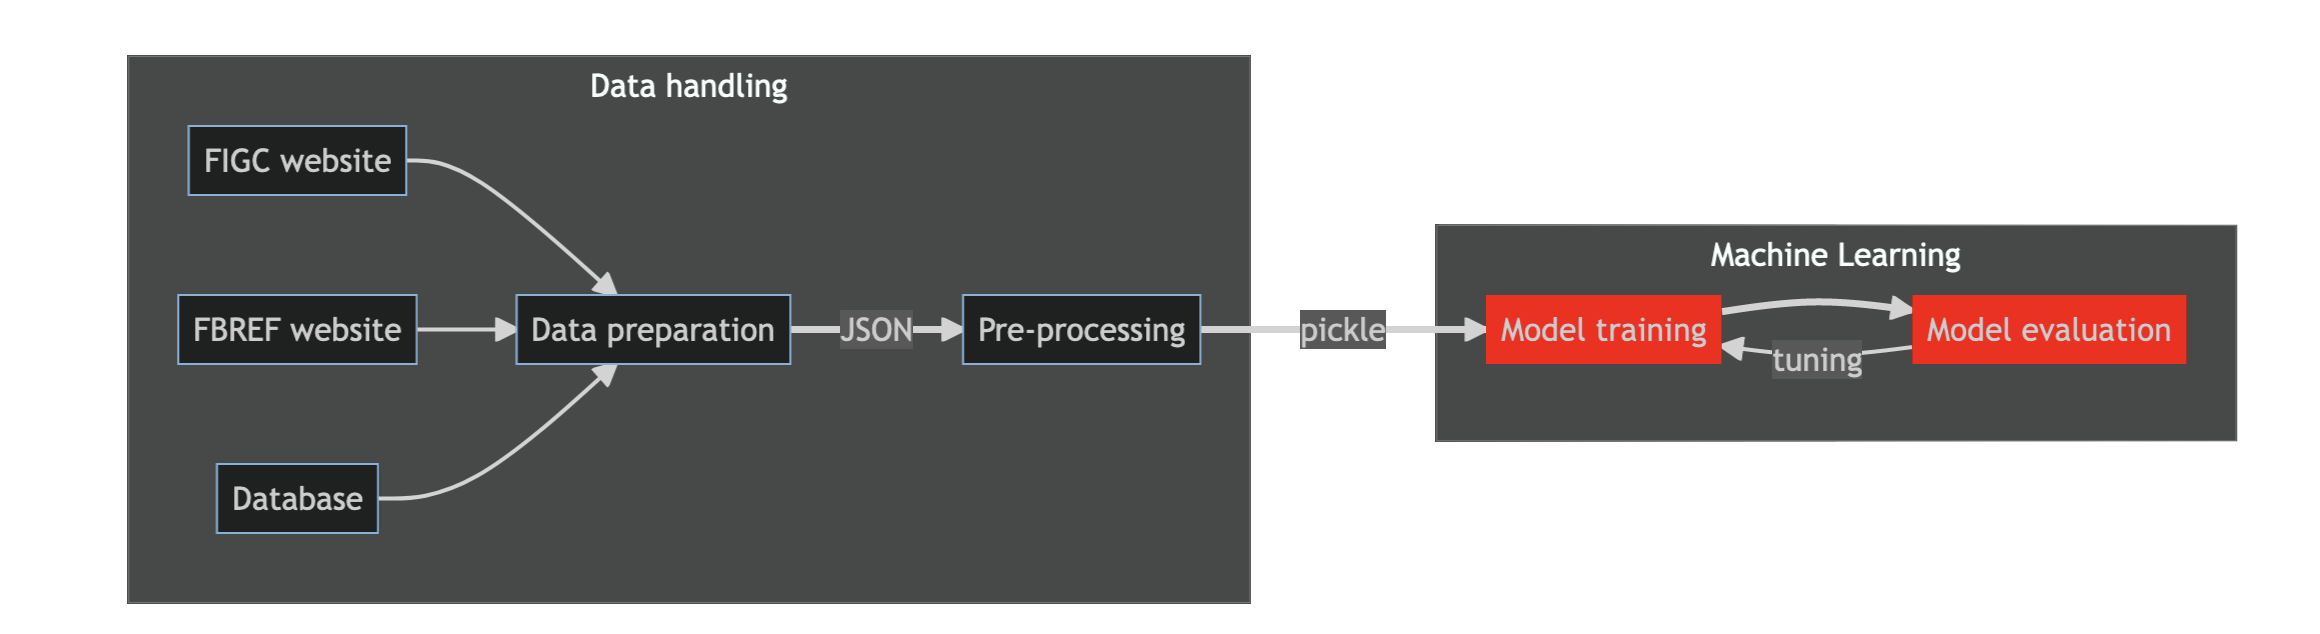 Data handling
FIGC website
FBREF website
Database
Data preparation
JSON
Pre-processing
pickle
Machine Learning
Model training
tuning
Model evaluation